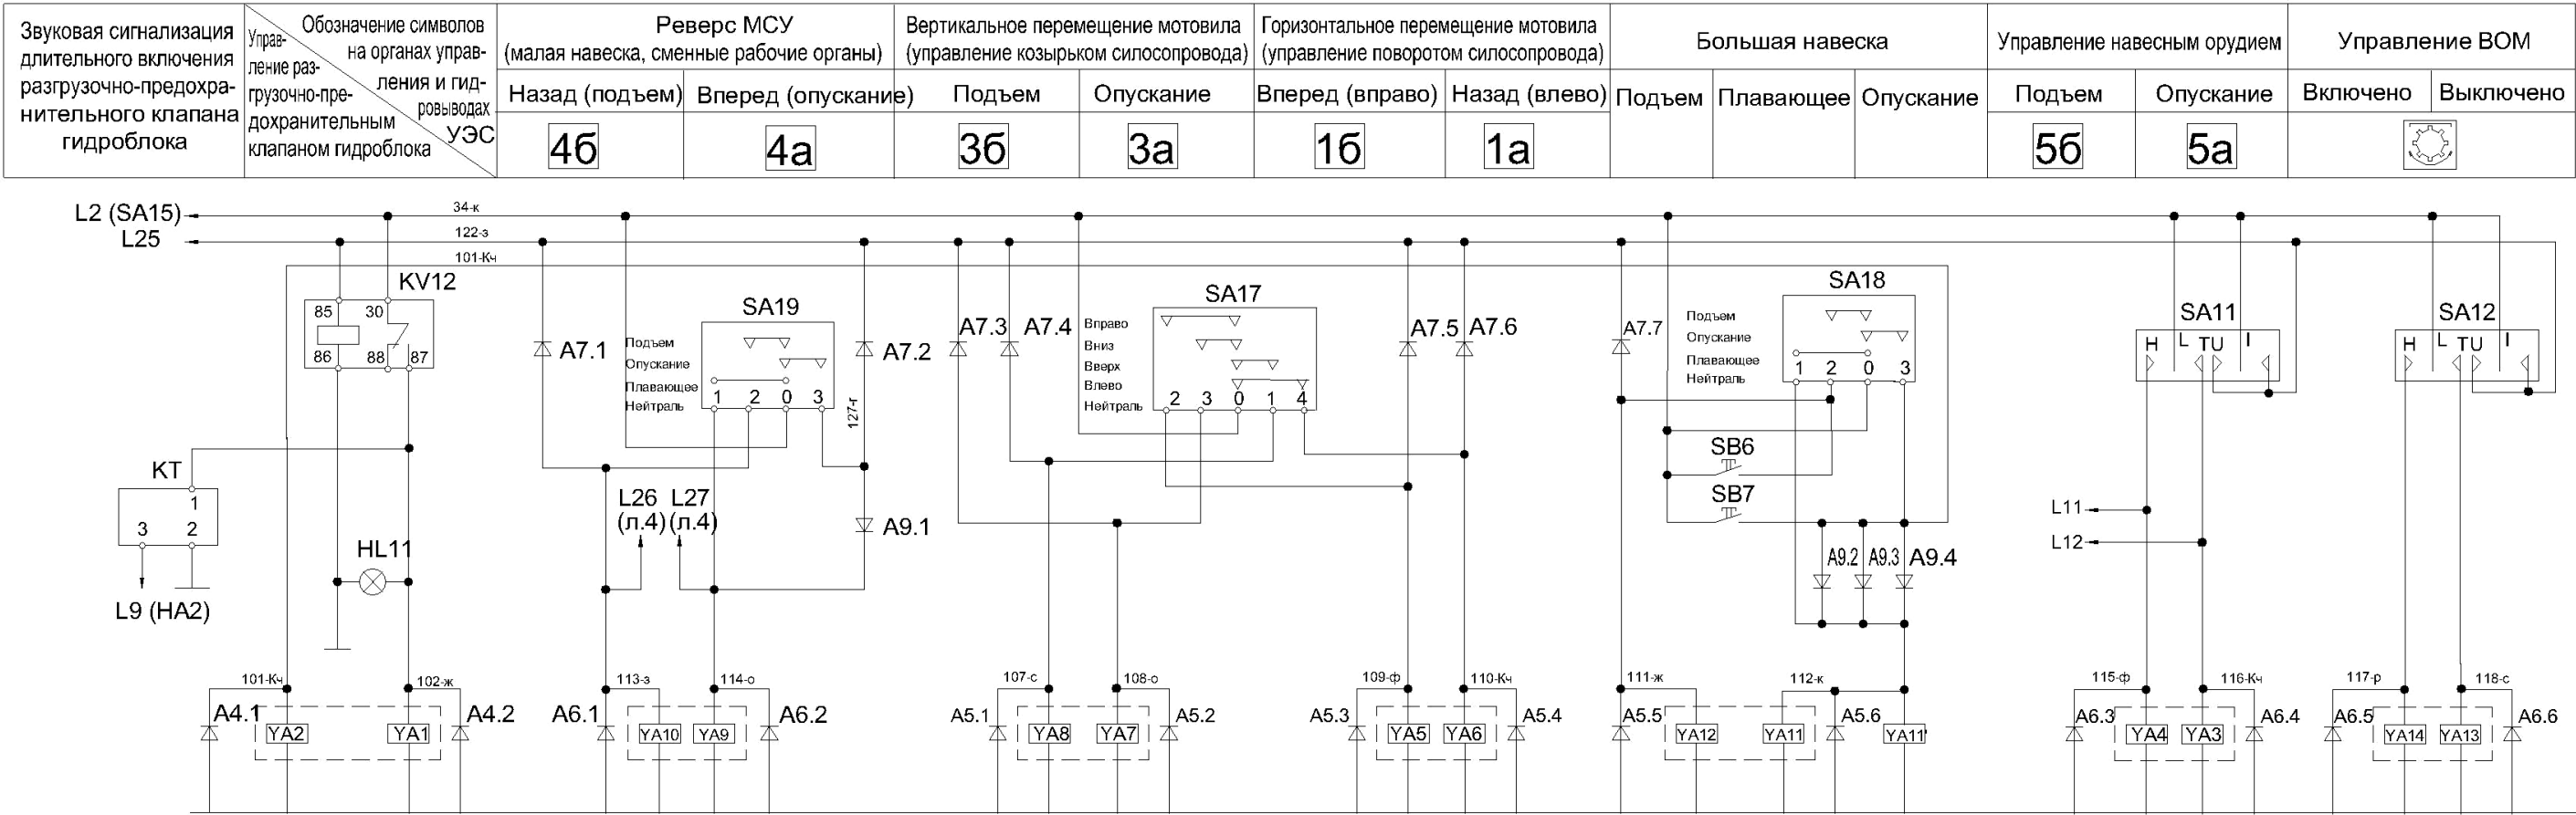 Звуковая сигнализация
длительного включения
разгрузочно-предохра-
нительного клапана
гидроблока
Управ-
ление раз-
грузочно-пре-
дохранительным
клапаном гидроблока
Обозначение символов
на органах управ-
ления и гид-
ровыводах
УЭС
Реверс МСУ
(малая навеска, сменные рабочие органы)
Назад (подъем)
Вперед (опускание)
4б
4а
Вертикальное перемещение мотовила
(управление козырьком силосопровода)
Подъем
Опускание
3б
3а
Горизонтальное перемещение мотовила
(управление поворотом силосопровода)
Вперед (вправо)
Назад (влево)
1б
1а
Большая навеска
Подъем
Плавающее
Опускание
Управление навесным орудием
Подъем
Опускание
5б
5а
Управление ВОМ
Включено
Выключено
L2 (SA15)
34-к
L25
122-з
101-Кч
KV12
85
30
86
88
87
KT
1
3
2
L9 (HA2)
HL11
A7.1
SA19
Подъем
Опускание
Плавающее
Нейтраль
1
2
0
3
127-г
A7.2
L26
(л.4)
L27
(л.4)
A9.1
A7.3
A7.4
SA17
Вправо
Вниз
Вверх
Влево
Нейтраль
2
3
0
1
4
A7.5
A7.6
A7.7
SA18
Подъем
Опускание
Плавающее
Нейтраль
1
2
0
3
SB6
SB7
A9.2
A9.3
A9.4
SA11
H
L
TU
I
L11
L12
SA12
H
L
TU
I
101-Кч
102-ж
A4.1
YA2
YA1
A4.2
113-з
114-о
A6.1
YA10
YA9
A6.2
107-с
108-о
A5.1
YA8
YA7
A5.2
109-ф
110-Кч
A5.3
YA5
YA6
A5.4
111-ж
112-к
A5.5
YA12
YA11
A5.6
YA11'
115-ф
116-Кч
A6.3
YA4
YA3
A6.4
117-р
118-с
A6.5
YA14
YA13
A6.6